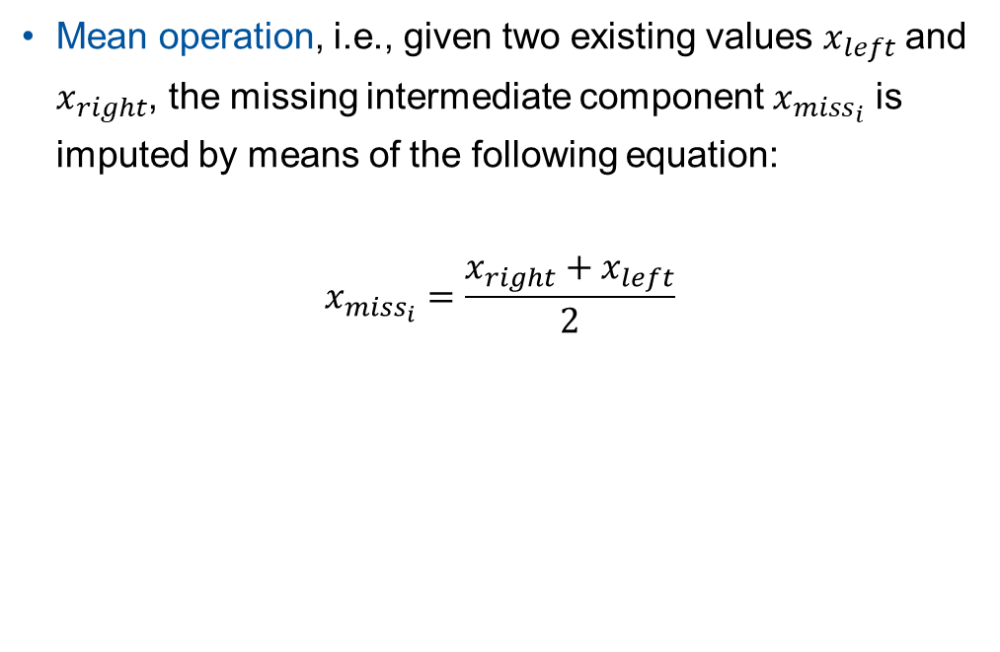 • Mean operation, i.e., given two existing values $x_{left}$ and
$x_{right}$, the missing intermediate component $x_{miss_i}$ is
imputed by means of the following equation:
$x_{miss_i} = \frac{x_{right} + x_{left}}{2}$